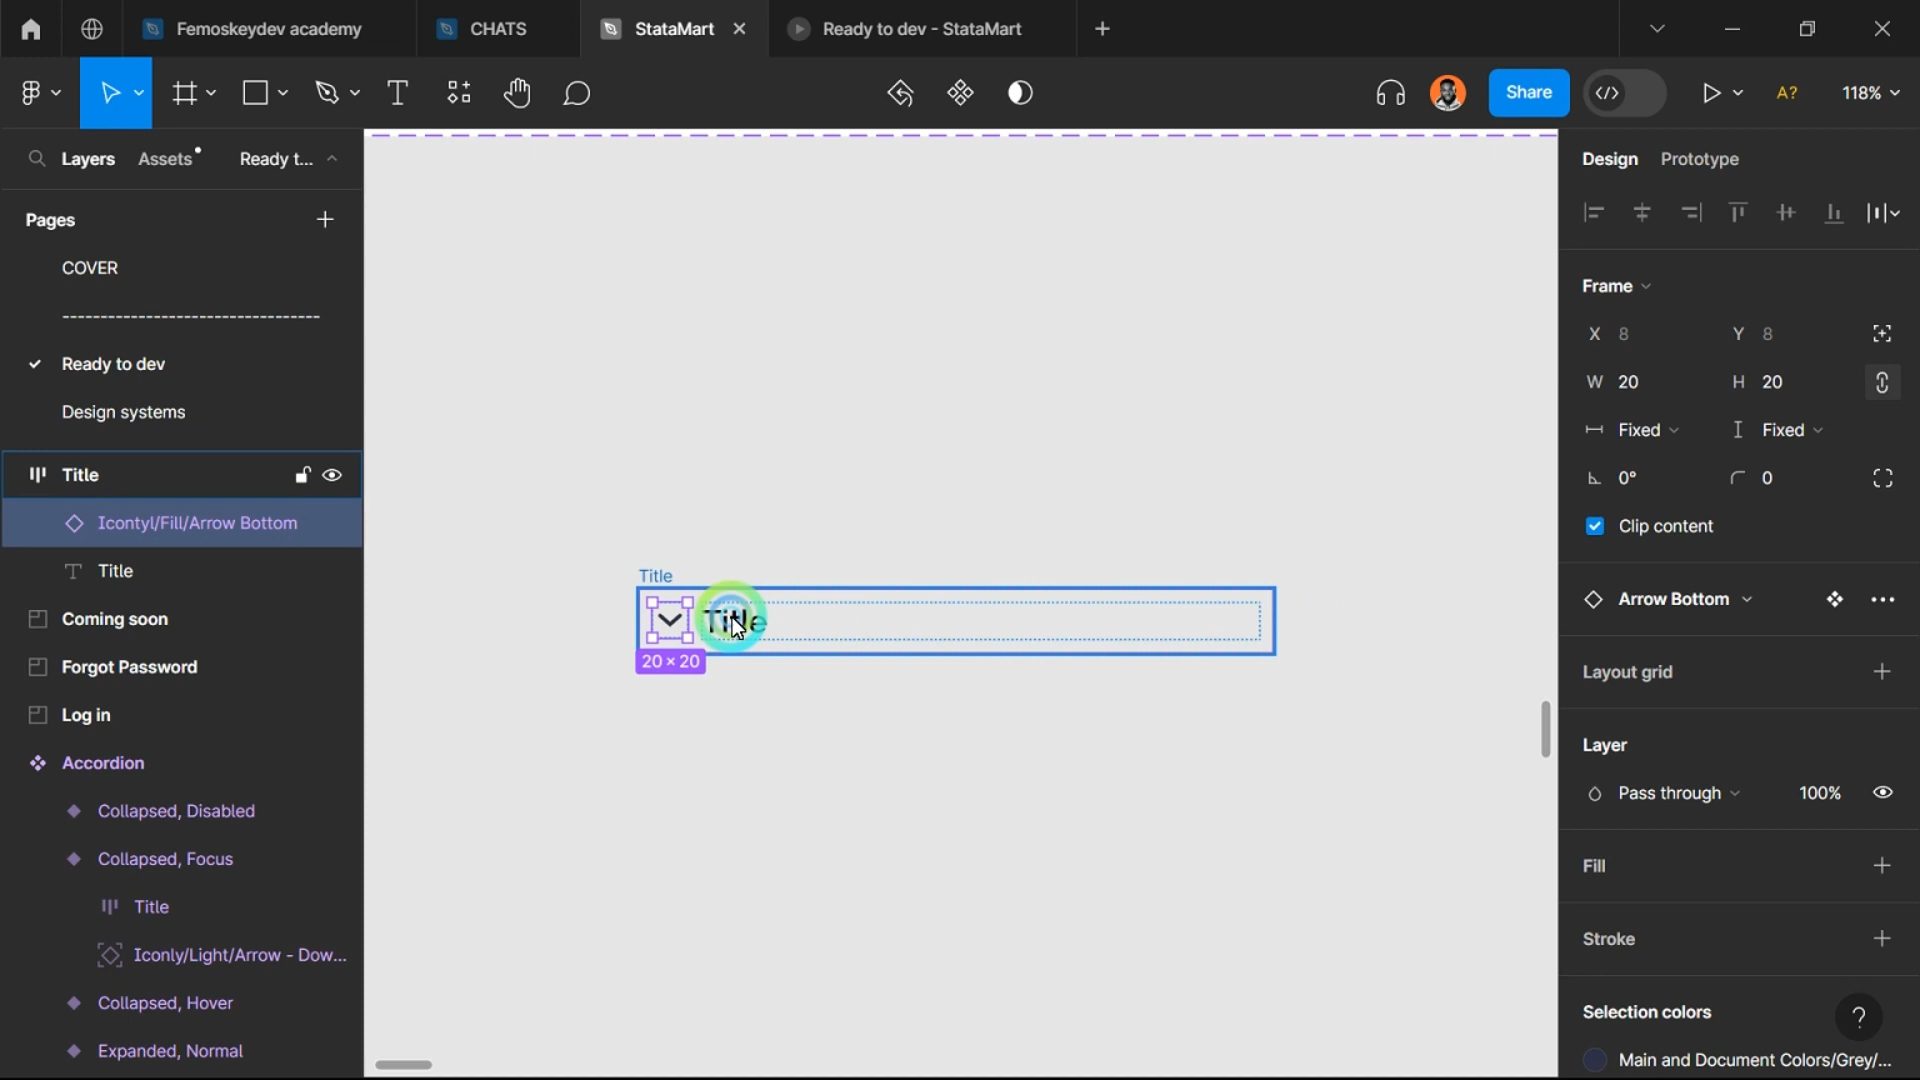 Femoskeydev academy
CHATS
StataMart
Ready to dev - StataMart
Share
A?
118%
Layers
Assets
Ready t...
Pages
COVER
--------------------------------
Ready to dev
Design systems
Title
Icontyl/Fill/Arrow Bottom
Title
Coming soon
Forgot Password
Log in
Accordion
Collapsed, Disabled
Collapsed, Focus
Title
Iconly/Light/Arrow - Dow...
Collapsed, Hover
Expanded, Normal
Title
Title
20 × 20
Design
Prototype
Frame
X 8
Y 8
W 20
H 20
Fixed
Fixed
0°
0
Clip content
Arrow Bottom
Layout grid
Layer
Pass through
100%
Fill
Stroke
Selection colors
?
Main and Document Colors/Grey/...